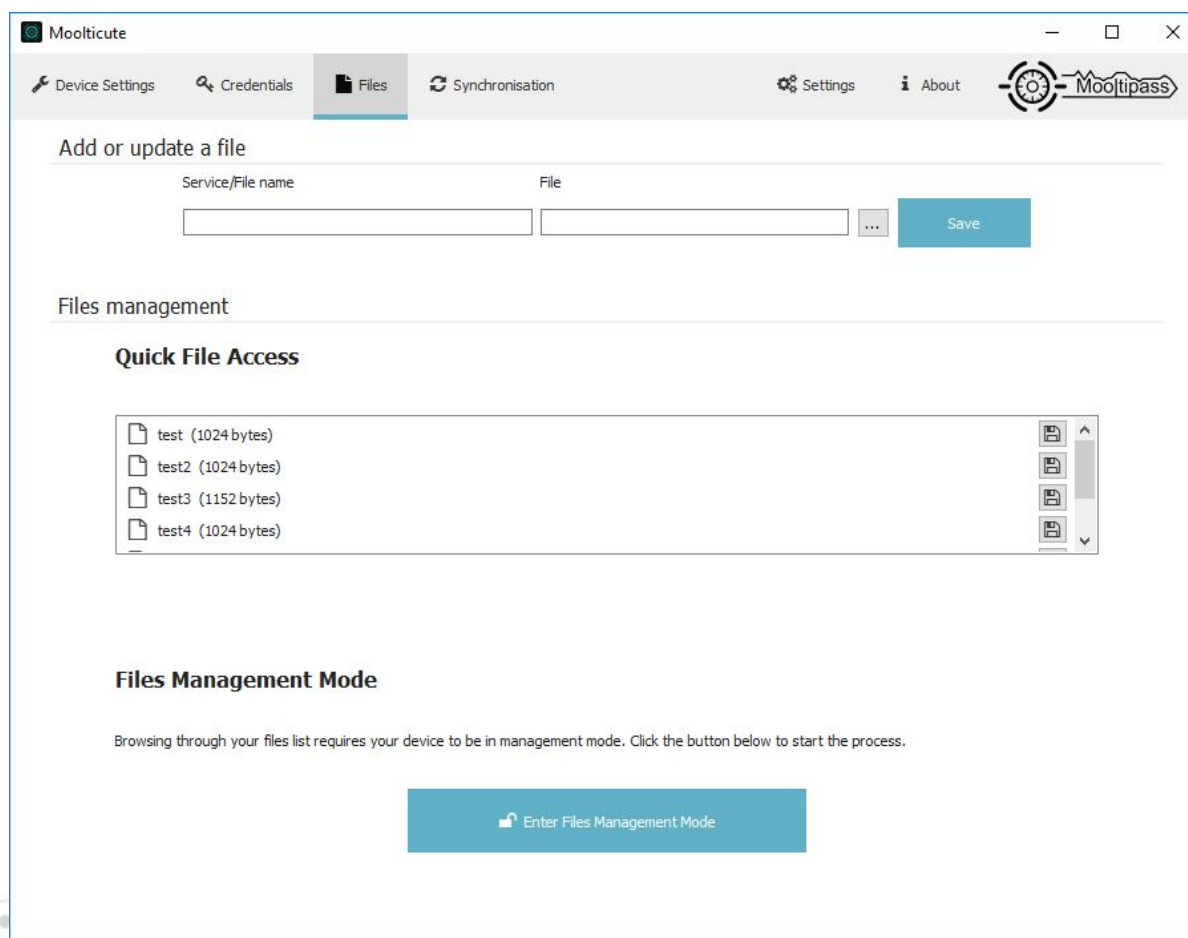 Moolticute
Device Settings Credentials Files Synchronisation Settings About Mooltipass
Add or update a file
Service/File name File
... Save
Files management
Quick File Access
test (1024 bytes)
test2 (1024 bytes)
test3 (1152 bytes)
test4 (1024 bytes)
Files Management Mode
Browsing through your files list requires your device to be in management mode. Click the button below to start the process.
Enter Files Management Mode